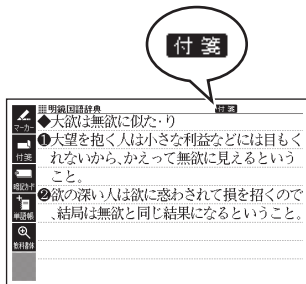 付箋
明鏡国語辞典
付箋
◆大欲は無欲に似た・り
❶大望を抱く人は小さな利益などには目もく
れないから、かえって無欲に見えるという
こと。
❷欲の深い人は欲に惑わされて損を招くので
、結局は無欲と同じ結果になるということ。
マーカー
付箋
暗記カード
単語帳
教科書体